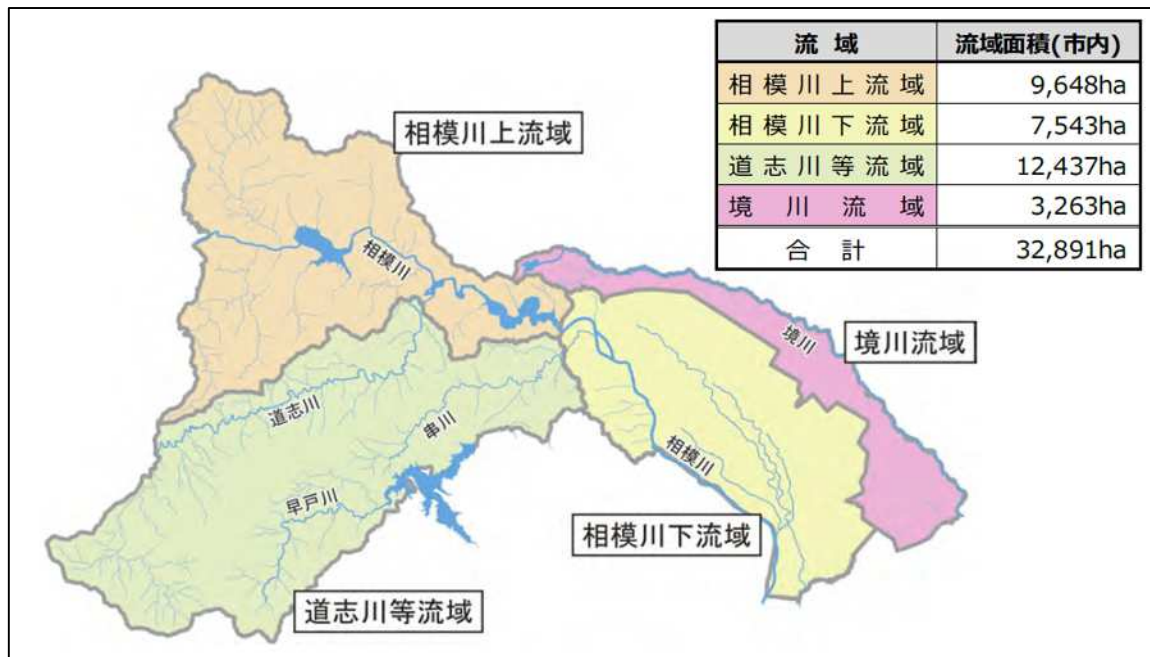 流域 流域面積(市内)
相模川上流域 9,648ha
相模川下流域 7,543ha
道志川等流域 12,437ha
境川流域 3,263ha
合計 32,891ha
相模川上流域
相模川
境川
境川流域
道志川
串川
早戸川
相模川
相模川下流域
道志川等流域